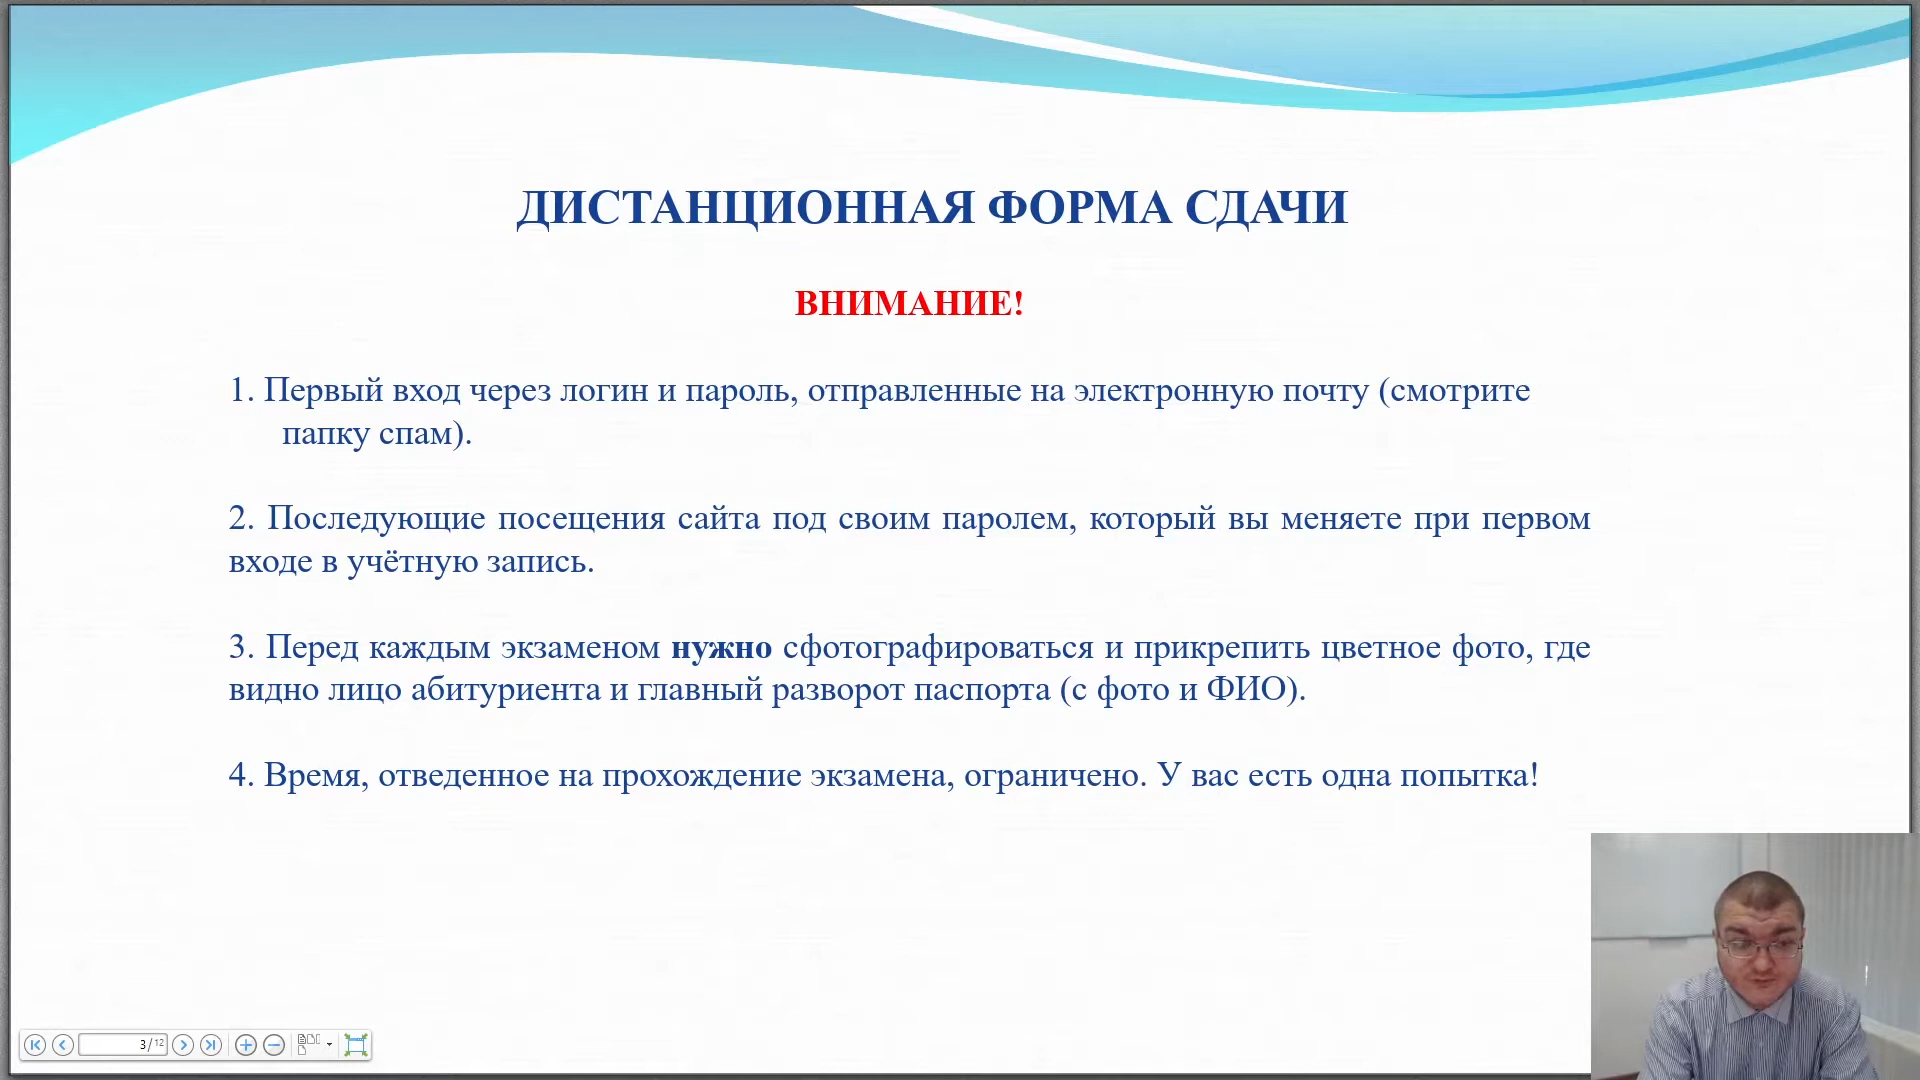 ДИСТАНЦИОННАЯ ФОРМА СДАЧИ
ВНИМАНИЕ!
1. Первый вход через логин и пароль, отправленные на электронную почту (смотрите
папку спам).
2. Последующие посещения сайта под своим паролем, который вы меняете при первом
входе в учётную запись.
3. Перед каждым экзаменом нужно сфотографироваться и прикрепить цветное фото, где
видно лицо абитуриента и главный разворот паспорта (с фото и ФИО).
4. Время, отведенное на прохождение экзамена, ограничено. У вас есть одна попытка!
3/12